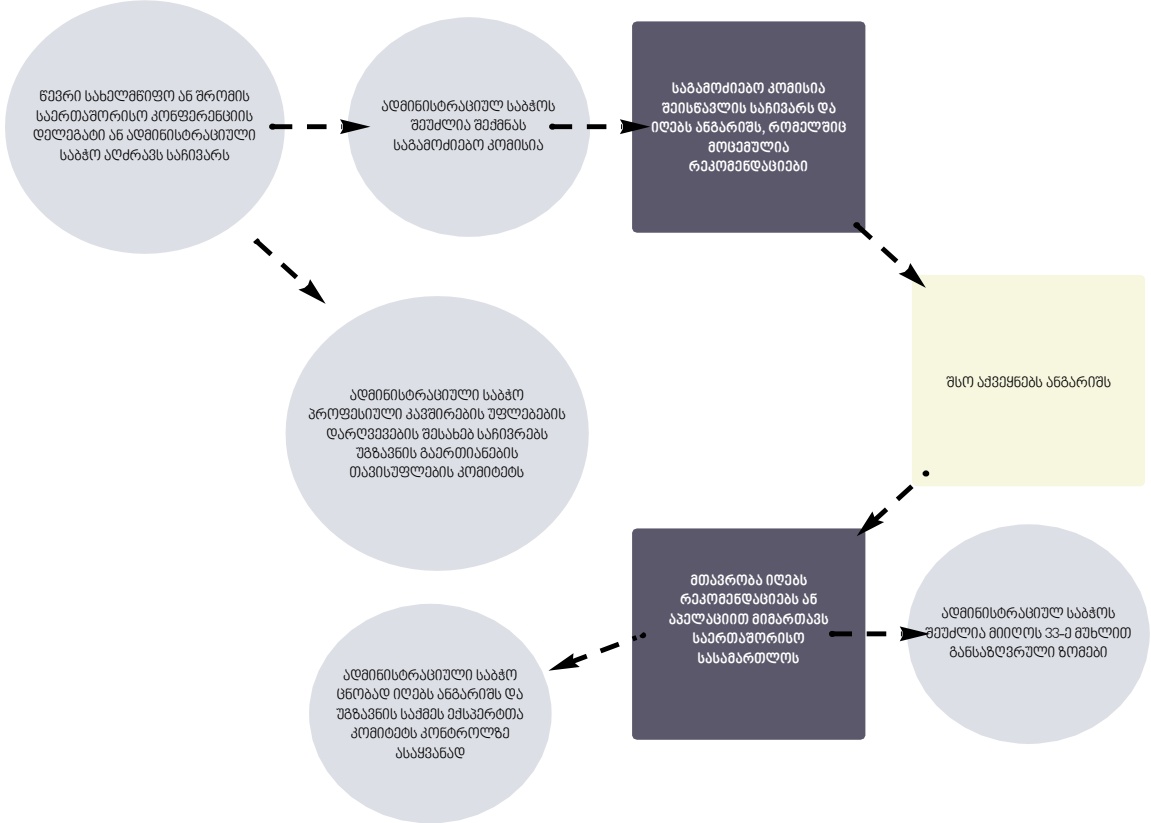 წევრი სახელმწიფო ან შრომის
საერთაშორისო კონფერენციის
დელეგატი ან ადმინისტრაციული
საბჭო აღძრავს საჩივარს
ადმინისტრაციულ საბჭოს
შეუძლია შექმნას
საგამოძიებო კომისია
საგამოძიებო კომისია
შეისწავლის საჩივარს და
იღებს ანგარიშს, რომელშიც
მოცემულია
რეკომენდაციები
შსო აქვეყნებს ანგარიშს
ადმინისტრაციული საბჭო
პროფესიული კავშირების უფლებების
დარღვევების შესახებ საჩივრებს
უგზავნის გაერთიანების
თავისუფლების კომიტეტს
მთავრობა იღებს
რეკომენდაციებს ან
აპელაციით მიმართავს
საერთაშორისო
სასამართლოს
ადმინისტრაციულ საბჭოს
შეუძლია მიიღოს 33-ე მუხლით
განსაზღვრული ზომები
ადმინისტრაციული საბჭო
ცნობად იღებს ანგარიშს და
უგზავნის საქმეს ექსპერტთა
კომიტეტს კონტროლზე
ასაყვანად